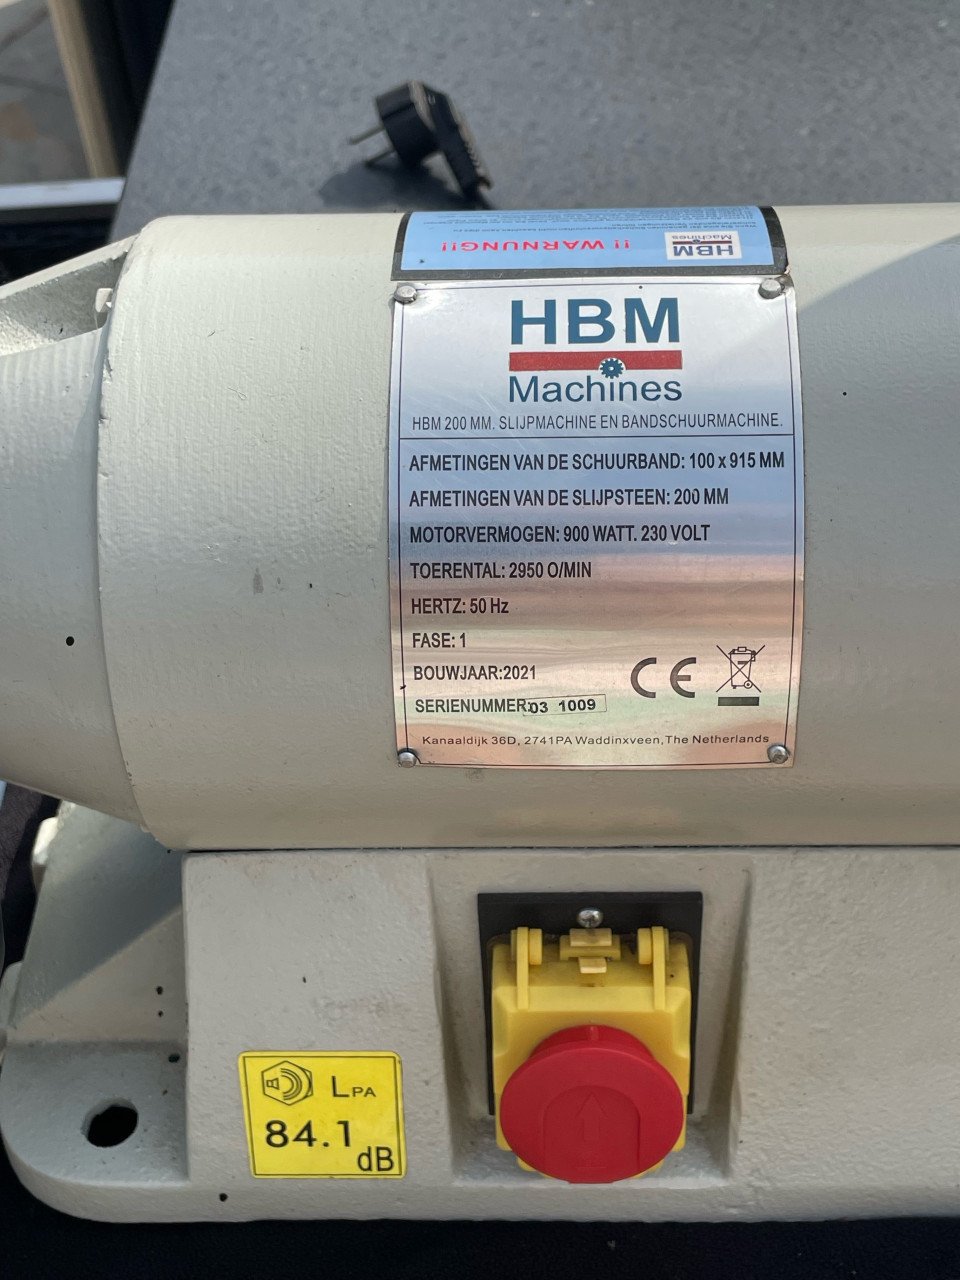 !! WARNUNG!!
HBM
Machines
HBM
Machines
HBM 200 MM. SLIJPMACHINE EN BANDSCHUURMACHINE.
AFMETINGEN VAN DE SCHUURBAND: 100 x 915 MM
AFMETINGEN VAN DE SLIJPSTEEN: 200 MM
MOTORVERMOGEN: 900 WATT. 230 VOLT
TOERENTAL: 2950 O/MIN
HERTZ: 50 Hz
FASE: 1
BOUWJAAR:2021
CE
SERIENUMMER: 03 1009
Kanaaldijk 36D, 2741PA Waddinxveen, The Netherlands
LPA
84.1
dB